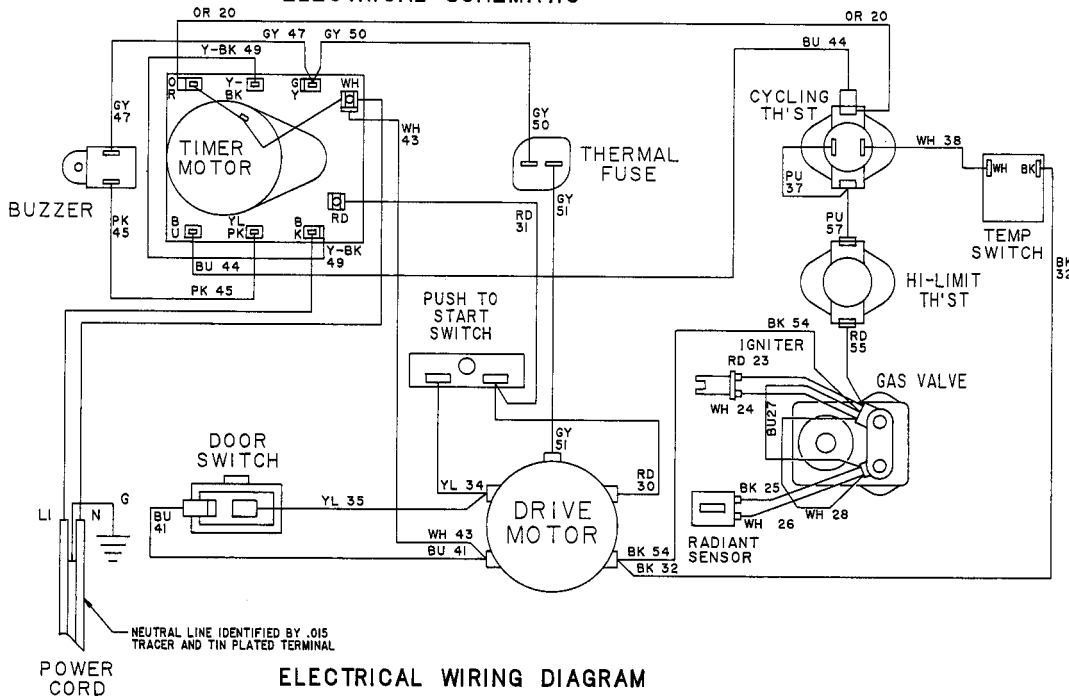 ELECTRICAL SCHEMATIC
OR 20
OR 20
GY 47
GY 50
BU 44
Y-BK 49
OR
Y-BK
GY
WH
CYCLING TH'ST
GY 47
WH 43
GY 50
TIMER MOTOR
THERMAL FUSE
WH 38
WH
BK
PU 37
BUZZER
GY 51
RD
RD 31
PK 45
BU
YL PK
BK
PU 57
TEMP SWITCH
Y-BK 49
BU 44
BK 32
PK 45
HI-LIMIT TH'ST
PUSH TO START SWITCH
BK 54
RD 55
IGNITER
RD 23
GAS VALVE
WH 24
BU27
GY 51
DOOR SWITCH
RD 30
YL 34
BK 25
YL 35
DRIVE MOTOR
WH 26
WH 28
LI
N
G
BU 41
WH 43
RADIANT SENSOR
BU 41
BK 54
BK 32
NEUTRAL LINE IDENTIFIED BY .015
TRACER AND TIN PLATED TERMINAL
POWER CORD
ELECTRICAL WIRING DIAGRAM